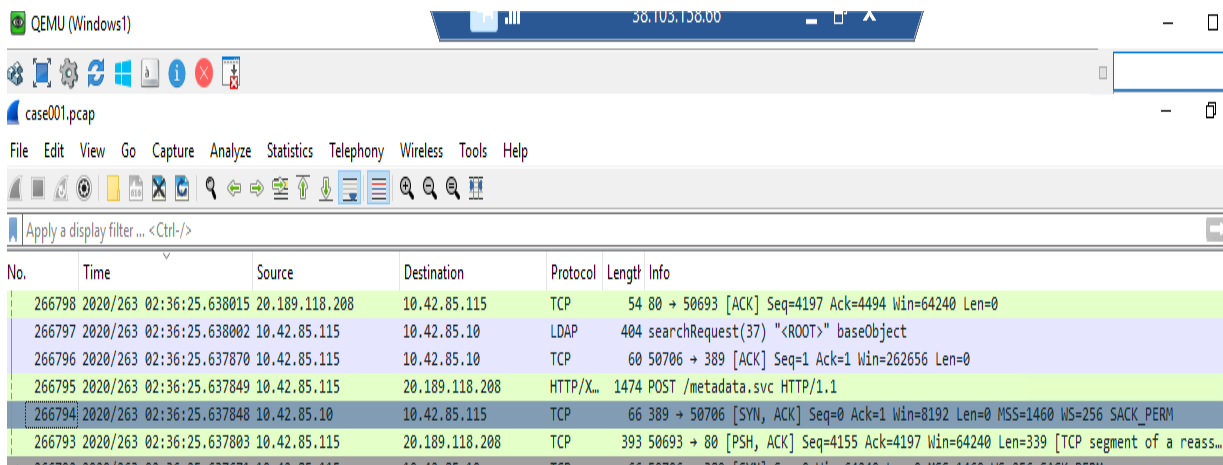 QEMU (Windows1)
38.103.158.66
case001.pcap
File Edit View Go Capture Analyze Statistics Telephony Wireless Tools Help
Apply a display filter ... <Ctrl-/>
No. Time Source Destination Protocol Length Info
266798 2020/263 02:36:25.638015 20.189.118.208 10.42.85.115 TCP 54 80 → 50693 [ACK] Seq=4197 Ack=4494 Win=64240 Len=0
266797 2020/263 02:36:25.638002 10.42.85.115 10.42.85.10 LDAP 404 searchRequest(37) "<ROOT>" baseObject
266796 2020/263 02:36:25.637870 10.42.85.115 10.42.85.10 TCP 60 50706 → 389 [ACK] Seq=1 Ack=1 Win=262656 Len=0
266795 2020/263 02:36:25.637849 10.42.85.115 20.189.118.208 HTTP/X... 1474 POST /metadata.svc HTTP/1.1
266794 2020/263 02:36:25.637848 10.42.85.10 10.42.85.115 TCP 66 389 → 50706 [SYN, ACK] Seq=0 Ack=1 Win=8192 Len=0 MSS=1460 WS=256 SACK_PERM
266793 2020/263 02:36:25.637803 10.42.85.115 20.189.118.208 TCP 393 50693 → 80 [PSH, ACK] Seq=4155 Ack=4197 Win=64240 Len=339 [TCP segment of a reass...